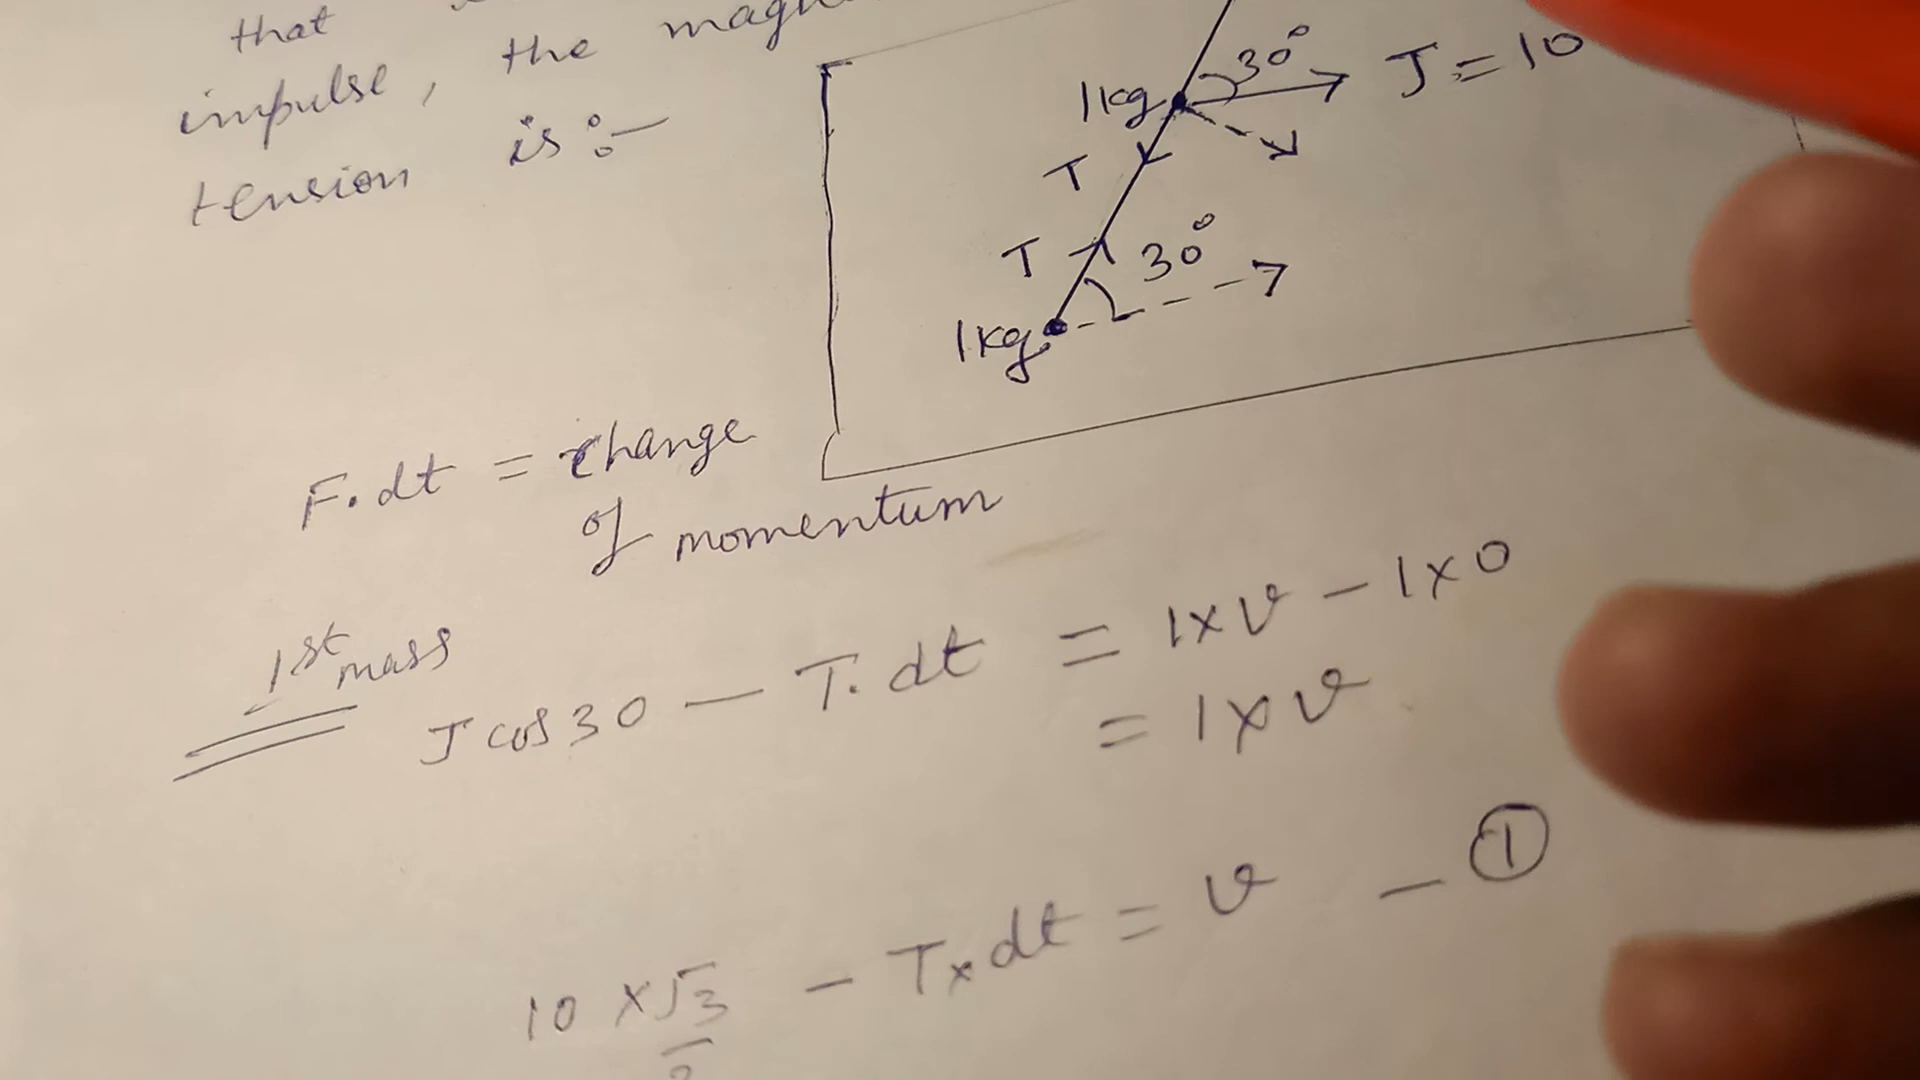 that
impulse, the
tension is :-
30°
J = 10
1kg
T
T
30°
1kg
F.dt = change
of momentum
1st mass
J cos 30 - T. dt = 1×v - 1×0
= 1×v
10 × √3 - T×dt = v - ①